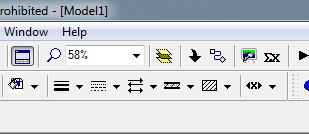 rohibited - [Model1]
Window Help
58%